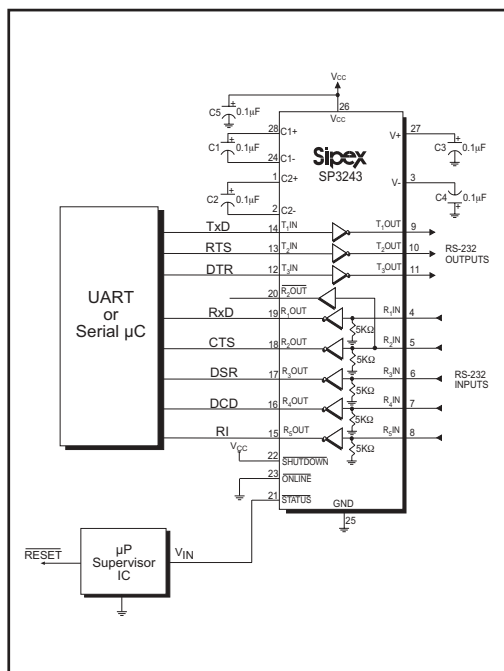 VCC
26
VCC
C5 + 0.1µF
28 C1+
C1 + 0.1µF
24 C1-
1 C2+
C2 + 0.1µF
2 C2-
Sipex
SP3243
V+ 27
C3 + 0.1µF
V- 3
C4 0.1µF +
UART
or
Serial µC
TxD 14 T1IN T1OUT 9
RTS 13 T2IN T2OUT 10
DTR 12 T3IN T3OUT 11
RS-232
OUTPUTS
20 R2OUT
RxD 19 R1OUT R1IN 4
5KΩ
CTS 18 R2OUT R2IN 5
5KΩ
DSR 17 R3OUT R3IN 6
5KΩ
DCD 16 R4OUT R4IN 7
5KΩ
RI 15 R5OUT R5IN 8
5KΩ
RS-232
INPUTS
VCC
22 SHUTDOWN
23 ONLINE
21 STATUS
GND
25
RESET
µP
Supervisor
IC
VIN